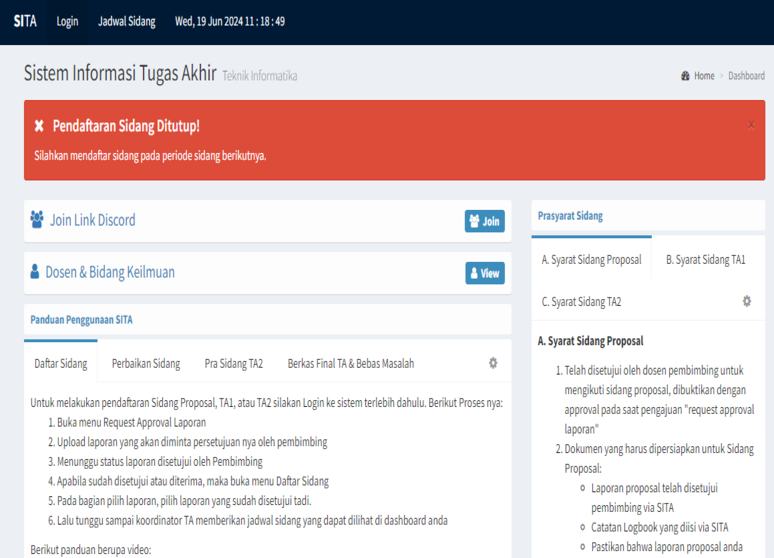 SITA Login Jadwal Sidang Wed, 19 Jun 2024 11 : 18 : 49
Sistem Informasi Tugas Akhir Teknik Informatika
Home > Dashboard
✖ Pendaftaran Sidang Ditutup!
×
Silahkan mendaftar sidang pada periode sidang berikutnya.
Join Link Discord
Join
Dosen & Bidang Keilmuan
View
Panduan Penggunaan SITA
Daftar Sidang Perbaikan Sidang Pra Sidang TA2 Berkas Final TA & Bebas Masalah
Untuk melakukan pendaftaran Sidang Proposal, TA1, atau TA2 silakan Login ke sistem terlebih dahulu. Berikut Proses nya:
1. Buka menu Request Approval Laporan
2. Upload laporan yang akan diminta persetujuan nya oleh pembimbing
3. Menunggu status laporan disetujui oleh Pembimbing
4. Apabila sudah disetujui atau diterima, maka buka menu Daftar Sidang
5. Pada bagian pilih laporan, pilih laporan yang sudah disetujui tadi.
6. Lalu tunggu sampai koordinator TA memberikan jadwal sidang yang dapat dilihat di dashboard anda
Berikut panduan berupa video:
Prasyarat Sidang
A. Syarat Sidang Proposal B. Syarat Sidang TA1
C. Syarat Sidang TA2
A. Syarat Sidang Proposal
1. Telah disetujui oleh dosen pembimbing untuk
mengikuti sidang proposal, dibuktikan dengan
approval pada saat pengajuan "request approval
laporan"
2. Dokumen yang harus dipersiapkan untuk Sidang
Proposal:
Laporan proposal telah disetujui
pembimbing via SITA
Catatan Logbook yang diisi via SITA
Pastikan bahwa laporan proposal anda